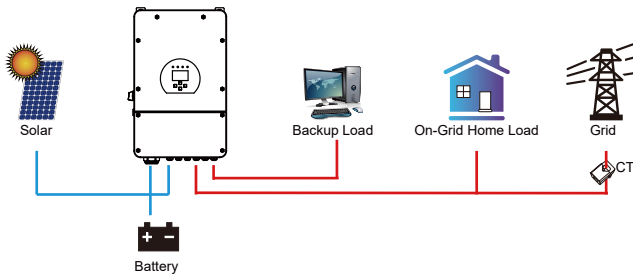 Solar
Backup Load
On-Grid Home Load
Grid
CT
Battery